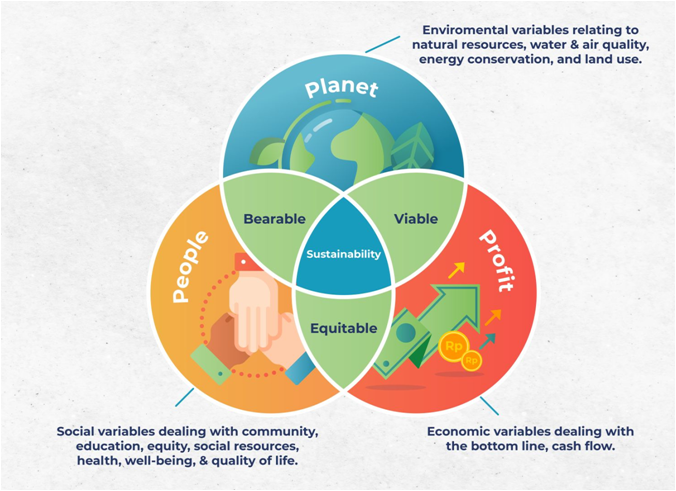 Enviromental variables relating to
natural resources, water & air quality,
energy conservation, and land use.
Planet
Bearable
Viable
People
Sustainability
Profit
Equitable
Rp
Rp
Social variables dealing with community,
education, equity, social resources,
health, well-being, & quality of life.
Economic variables dealing with
the bottom line, cash flow.